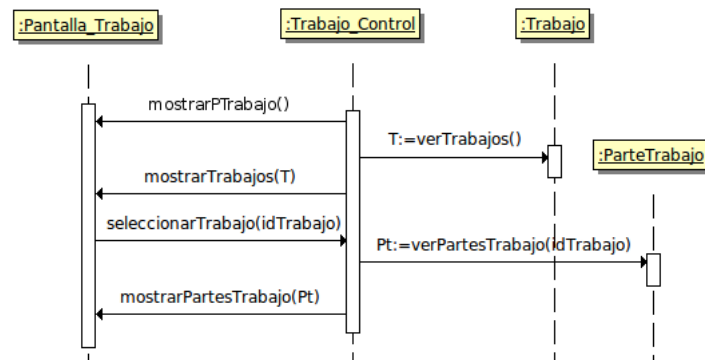 :Pantalla_Trabajo
:Trabajo_Control
:Trabajo
mostrarPTrabajo()
T:=verTrabajos()
:ParteTrabajo
mostrarTrabajos(T)
seleccionarTrabajo(idTrabajo)
Pt:=verPartesTrabajo(idTrabajo)
mostrarPartesTrabajo(Pt)